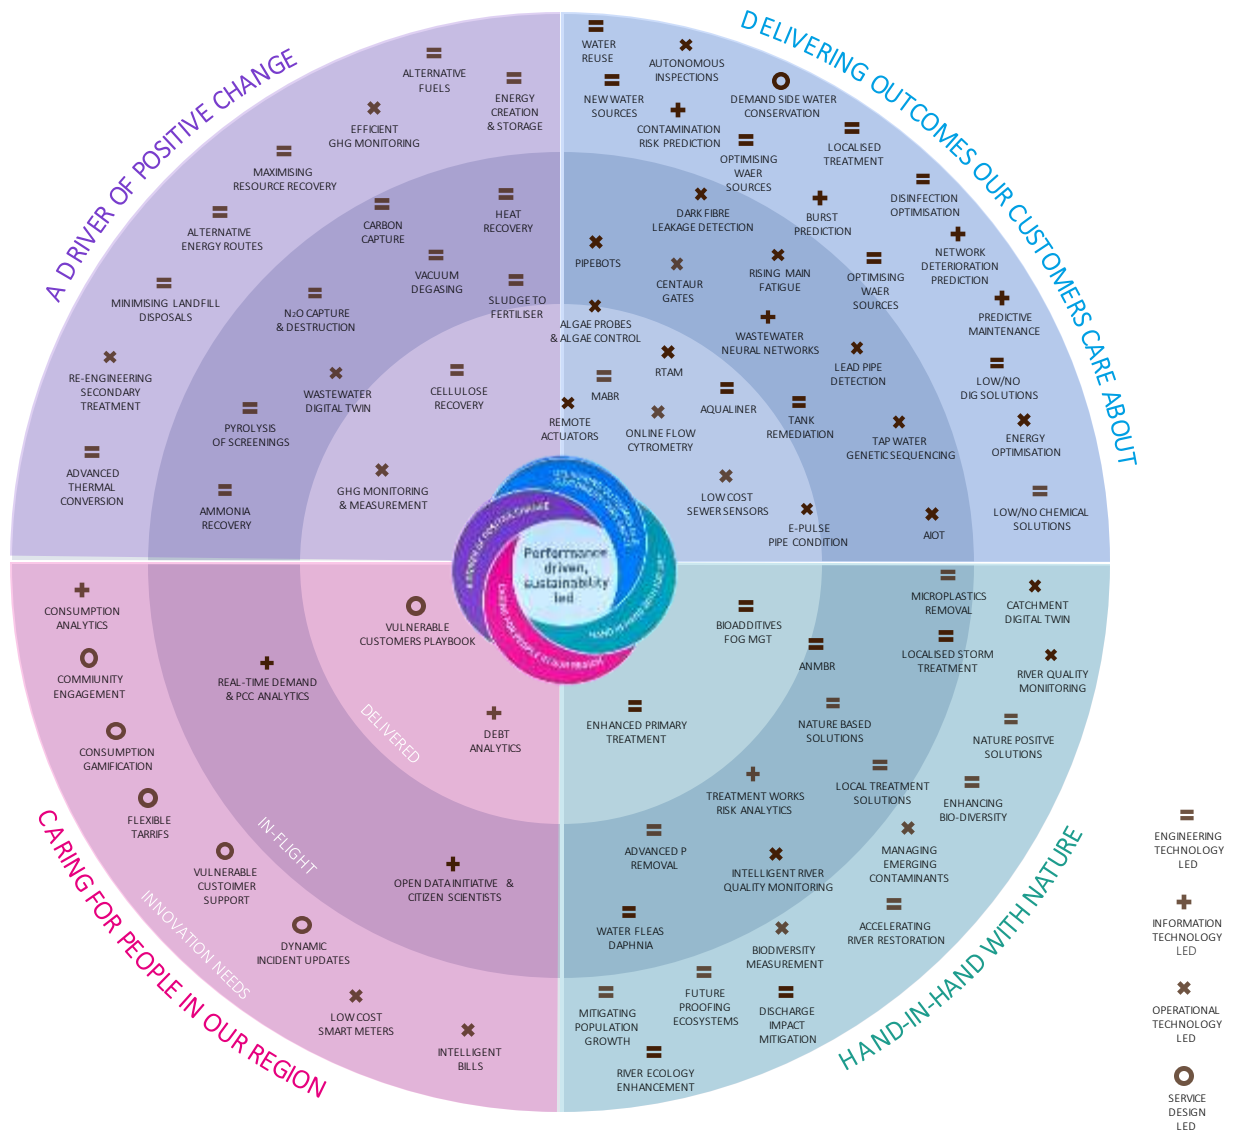 A DRIVER OF POSITIVE CHANGE
ALTERNATIVE
FUELS
ENERGY
CREATION
& STORAGE
EFFICIENT
GHG MONITORING
MAXIMISING
RESOURCE RECOVERY
ALTERNATIVE
ENERGY ROUTES
MINIMISING LANDFILL
DISPOSALS
RE-ENGINEERING
SECONDARY
TREATMENT
ADVANCED
THERMAL
CONVERSION
CARBON
CAPTURE
HEAT
RECOVERY
VACUUM
DEGASING
SLUDGE TO
FERTILISER
N2O CAPTURE
& DESTRUCTION
WASTEWATER
DIGITAL TWIN
PYROLYSIS
OF SCREENINGS
AMMONIA
RECOVERY
CELLULOSE
RECOVERY
GHG MONITORING
& MEASUREMENT
DELIVERING OUTCOMES OUR CUSTOMERS CARE ABOUT
WATER
REUSE
AUTONOMOUS
INSPECTIONS
NEW WATER
SOURCES
DEMAND SIDE WATER
CONSERVATION
CONTAMINATION
RISK PREDICTION
LOCALISED
TREATMENT
OPTIMISING
WAER
SOURCES
DISINFECTION
OPTIMISATION
BURST
PREDICTION
NETWORK
DETERIORATION
PREDICTION
OPTIMISING
WAER
SOURCES
PREDICTIVE
MAINTENANCE
LOW/NO
DIG SOLUTIONS
ENERGY
OPTIMISATION
LOW/NO CHEMICAL
SOLUTIONS
DARK FIBRE
LEAKAGE DETECTION
PIPEBOTS
CENTAUR
GATES
RISING MAIN
FATIGUE
WASTEWATER
NEURAL NETWORKS
LEAD PIPE
DETECTION
TAP WATER
GENETIC SEQUENCING
AIOT
ALGAE PROBES
& ALGAE CONTROL
RTAM
MABR
AQUALINER
TANK
REMEDIATION
REMOTE
ACTUATORS
ONLINE FLOW
CYTROMETRY
LOW COST
SEWER SENSORS
E-PULSE
PIPE CONDITION
Performance
driven,
sustainability
led
CONSUMPTION
ANALYTICS
COMMUNITY
ENGAGEMENT
CONSUMPTION
GAMIFICATION
FLEXIBLE
TARRIFS
VULNERABLE
CUSTOIMER
SUPPORT
DYNAMIC
INCIDENT UPDATES
LOW COST
SMART METERS
INTELLIGENT
BILLS
REAL-TIME DEMAND
& PCC ANALYTICS
OPEN DATA INITIATIVE &
CITIZEN SCIENTISTS
VULNERABLE
CUSTOMERS PLAYBOOK
DEBT
ANALYTICS
DELIVERED
IN-FLIGHT
INNOVATION NEEDS
CARING FOR PEOPLE IN OUR REGION
MICROPLASTICS
REMOVAL
CATCHMENT
DIGITAL TWIN
BIOADDITIVES
FOG MGT
ANMBR
LOCALISED STORM
TREATMENT
RIVER QUALITY
MONITORING
ENHANCED PRIMARY
TREATMENT
NATURE BASED
SOLUTIONS
NATURE POSITVE
SOLUTIONS
TREATMENT WORKS
RISK ANALYTICS
LOCAL TREATMENT
SOLUTIONS
ENHANCING
BIO-DIVERSITY
ADVANCED P
REMOVAL
INTELLIGENT RIVER
QUALITY MONITORING
MANAGING
EMERGING
CONTAMINANTS
WATER FLEAS
DAPHNIA
BIODIVERSITY
MEASUREMENT
ACCELERATING
RIVER RESTORATION
MITIGATING
POPULATION
GROWTH
FUTURE
PROOFING
ECOSYSTEMS
DISCHARGE
IMPACT
MITIGATION
RIVER ECOLOGY
ENHANCEMENT
HAND-IN-HAND WITH NATURE
ENGINEERING
TECHNOLOGY
LED
INFORMATION
TECHNOLOGY
LED
OPERATIONAL
TECHNOLOGY
LED
SERVICE
DESIGN
LED